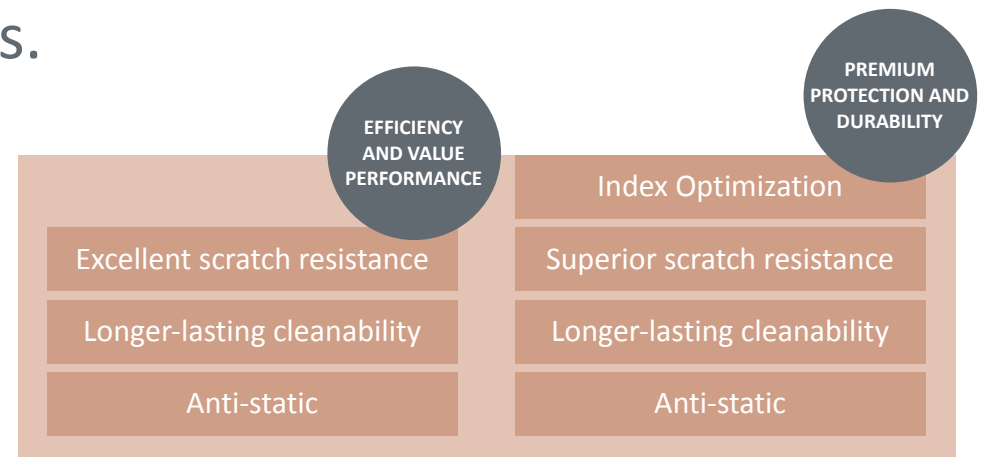 s.
EFFICIENCY
AND VALUE
PERFORMANCE
Excellent scratch resistance
Longer-lasting cleanability
Anti-static
PREMIUM
PROTECTION AND
DURABILITY
Index Optimization
Superior scratch resistance
Longer-lasting cleanability
Anti-static